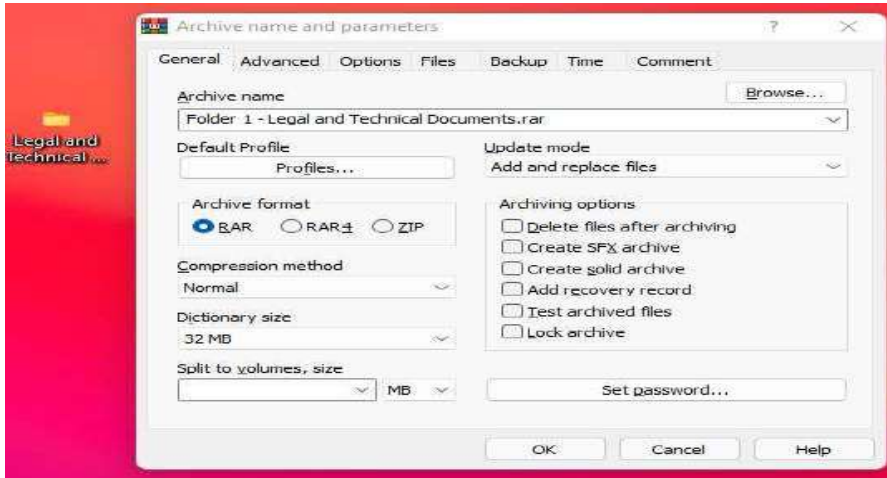 Archive name and parameters
?
General Advanced Options Files Backup Time Comment
Archive name
Browse...
Folder 1 - Legal and Technical Documents.rar
Legal and
Technical ...
Default Profile
Profiles...
Update mode
Add and replace files
Archive format
RAR RAR4 ZIP
Compression method
Normal
Dictionary size
32 MB
Split to volumes, size
MB
Archiving options
Delete files after archiving
Create SFX archive
Create solid archive
Add recovery record
Test archived files
Lock archive
Set password...
OK Cancel Help